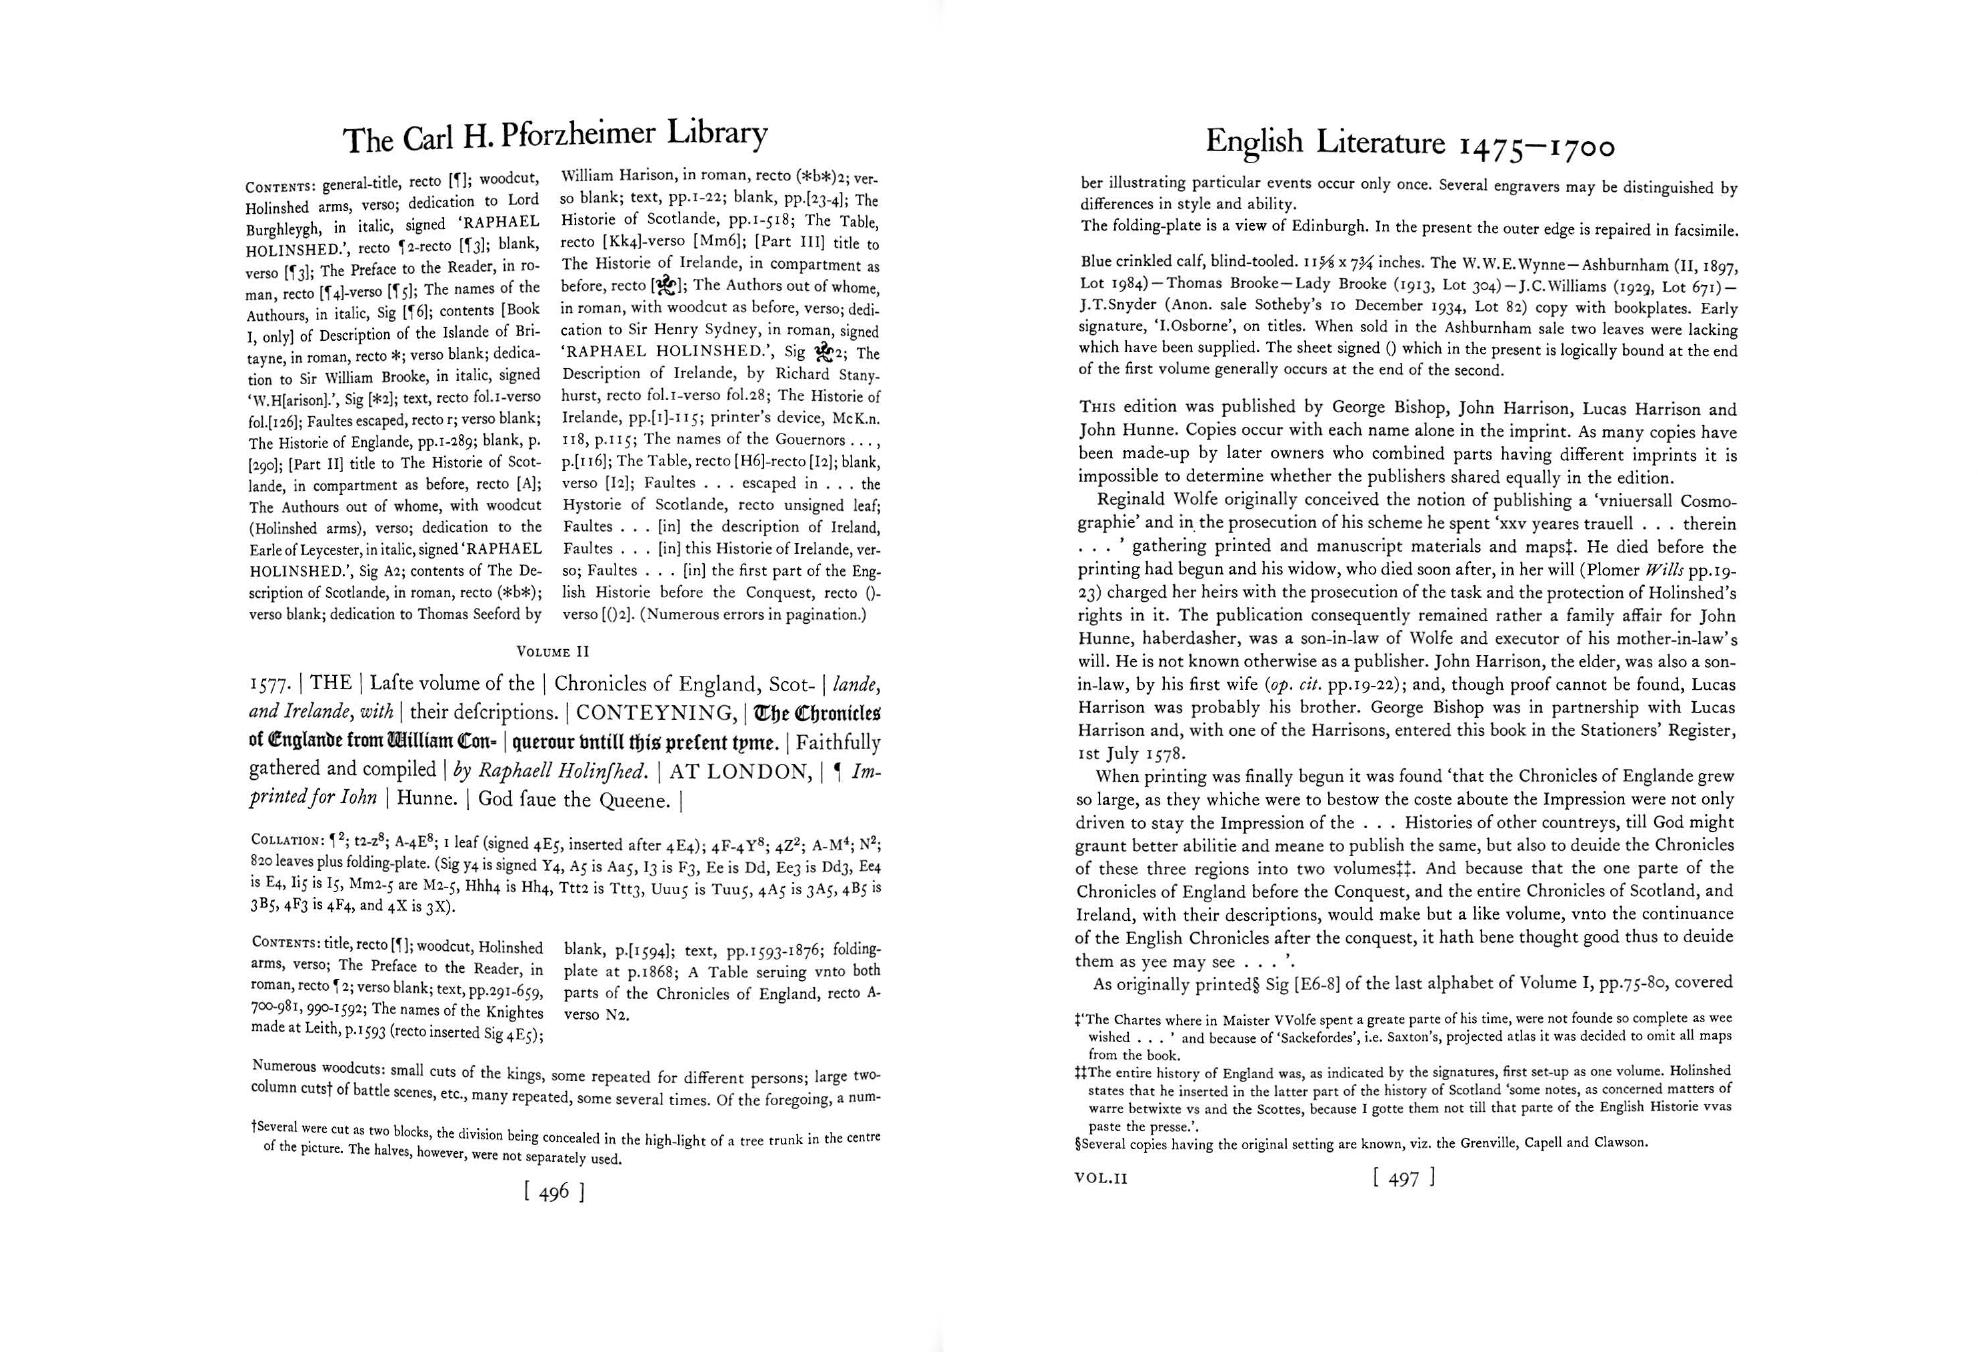 The Carl H. Pforzheimer Library
CONTENTS: general-title, recto [¶]; woodcut,
Holinshed arms, verso; dedication to Lord
Burghleygh, in italic, signed ‘RAPHAEL
HOLINSHED.’, recto ¶2-recto [¶3]; blank,
verso [¶3]; The Preface to the Reader, in ro-
man, recto [¶4]-verso [¶5]; The names of the
Authours, in italic, Sig [¶6]; contents [Book
I, only] of Description of the Islande of Bri-
tayne, in roman, recto *; verso blank; dedica-
tion to Sir William Brooke, in italic, signed
‘W.H[arison].’, Sig [*2]; text, recto fol.1-verso
fol.[126]; Faultes escaped, recto r; verso blank;
The Historie of Englande, pp.1-289; blank, p.
[290]; [Part II] title to The Historie of Scot-
lande, in compartment as before, recto [A];
The Authours out of whome, with woodcut
(Holinshed arms), verso; dedication to the
Earle of Leycester, in italic, signed ‘RAPHAEL
HOLINSHED.’, Sig A2; contents of The De-
scription of Scotlande, in roman, recto (*b*);
verso blank; dedication to Thomas Seeford by
William Harison, in roman, recto (*b*)2; ver-
so blank; text, pp.1-22; blank, pp.[23-4]; The
Historie of Scotlande, pp.1-518; The Table,
recto [Kk4]-verso [Mm6]; [Part III] title to
The Historie of Irelande, in compartment as
before, recto [❧]; The Authors out of whome,
in roman, with woodcut as before, verso; dedi-
cation to Sir Henry Sydney, in roman, signed
‘RAPHAEL HOLINSHED.’, Sig ❧2; The
Description of Irelande, by Richard Stany-
hurst, recto fol.1-verso fol.28; The Historie of
Irelande, pp.[1]-115; printer’s device, McK.n.
118, p.115; The names of the Gouernors . . . ,
p.[116]; The Table, recto [H6]-recto [I2]; blank,
verso [I2]; Faultes . . . escaped in . . . the
Hystorie of Scotlande, recto unsigned leaf;
Faultes . . . [in] the description of Ireland,
Faultes . . . [in] this Historie of Irelande, ver-
so; Faultes . . . [in] the first part of the Eng-
lish Historie before the Conquest, recto ()-
verso [()2]. (Numerous errors in pagination.)
VOLUME II
1577. | THE | Laſte volume of the | Chronicles of England, Scot- | lande,
and Irelande, with | their deſcriptions. | CONTEYNING, | The Chronicles
of Englande from William Con- | querour vntill this preſent tyme. | Faithfully
gathered and compiled | by Raphaell Holinſhed. | AT LONDON, | ¶ Im-
printed for Iohn | Hunne. | God ſaue the Queene. |
COLLATION: ¶²; t2-z⁸; A-4E⁸; 1 leaf (signed 4E5, inserted after 4E4); 4F-4Y⁸; 4Z²; A-M⁴; N²;
820 leaves plus folding-plate. (Sig y4 is signed Y4, A5 is Aa5, I3 is F3, Ee is Dd, Ee3 is Dd3, Ee4
is E4, Ii5 is I5, Mm2-5 are M2-5, Hhh4 is Hh4, Ttt2 is Ttt3, Uuu5 is Tuu5, 4A5 is 3A5, 4B5 is
3B5, 4F3 is 4F4, and 4X is 3X).
CONTENTS: title, recto [¶]; woodcut, Holinshed
arms, verso; The Preface to the Reader, in
roman, recto ¶2; verso blank; text, pp.291-659,
700-981, 990-1592; The names of the Knightes
made at Leith, p.1593 (recto inserted Sig 4E5);
blank, p.[1594]; text, pp.1593-1876; folding-
plate at p.1868; A Table seruing vnto both
parts of the Chronicles of England, recto A-
verso N2.
Numerous woodcuts: small cuts of the kings, some repeated for different persons; large two-
column cuts† of battle scenes, etc., many repeated, some several times. Of the foregoing, a num-
†Several were cut as two blocks, the division being concealed in the high-light of a tree trunk in the centre
of the picture. The halves, however, were not separately used.
[ 496 ]
English Literature 1475–1700
ber illustrating particular events occur only once. Several engravers may be distinguished by
differences in style and ability.
The folding-plate is a view of Edinburgh. In the present the outer edge is repaired in facsimile.
Blue crinkled calf, blind-tooled. 11⅝ x 7¾ inches. The W.W.E.Wynne—Ashburnham (II, 1897,
Lot 1984)—Thomas Brooke—Lady Brooke (1913, Lot 304)—J.C.Williams (1929, Lot 671)—
J.T.Snyder (Anon. sale Sotheby’s 10 December 1934, Lot 82) copy with bookplates. Early
signature, ‘I.Osborne’, on titles. When sold in the Ashburnham sale two leaves were lacking
which have been supplied. The sheet signed () which in the present is logically bound at the end
of the first volume generally occurs at the end of the second.
THIS edition was published by George Bishop, John Harrison, Lucas Harrison and
John Hunne. Copies occur with each name alone in the imprint. As many copies have
been made-up by later owners who combined parts having different imprints it is
impossible to determine whether the publishers shared equally in the edition.
Reginald Wolfe originally conceived the notion of publishing a ‘vniuersall Cosmo-
graphie’ and in the prosecution of his scheme he spent ‘xxv yeares trauell . . . therein
. . . ’ gathering printed and manuscript materials and maps‡. He died before the
printing had begun and his widow, who died soon after, in her will (Plomer Wills pp.19-
23) charged her heirs with the prosecution of the task and the protection of Holinshed’s
rights in it. The publication consequently remained rather a family affair for John
Hunne, haberdasher, was a son-in-law of Wolfe and executor of his mother-in-law’s
will. He is not known otherwise as a publisher. John Harrison, the elder, was also a son-
in-law, by his first wife (op. cit. pp.19-22); and, though proof cannot be found, Lucas
Harrison was probably his brother. George Bishop was in partnership with Lucas
Harrison and, with one of the Harrisons, entered this book in the Stationers’ Register,
1st July 1578.
When printing was finally begun it was found ‘that the Chronicles of Englande grew
so large, as they whiche were to bestow the coste aboute the Impression were not only
driven to stay the Impression of the . . . Histories of other countreys, till God might
graunt better abilitie and meane to publish the same, but also to deuide the Chronicles
of these three regions into two volumes‡‡. And because that the one parte of the
Chronicles of England before the Conquest, and the entire Chronicles of Scotland, and
Ireland, with their descriptions, would make but a like volume, vnto the continuance
of the English Chronicles after the conquest, it hath bene thought good thus to deuide
them as yee may see . . . ’.
As originally printed§ Sig [E6-8] of the last alphabet of Volume I, pp.75-80, covered
‡‘The Chartes where in Maister VVolfe spent a greate parte of his time, were not founde so complete as wee
wished . . . ’ and because of ‘Sackefordes’, i.e. Saxton’s, projected atlas it was decided to omit all maps
from the book.
‡‡The entire history of England was, as indicated by the signatures, first set-up as one volume. Holinshed
states that he inserted in the latter part of the history of Scotland ‘some notes, as concerned matters of
warre betwixte vs and the Scottes, because I gotte them not till that parte of the English Historie vvas
paste the presse.’.
§Several copies having the original setting are known, viz. the Grenville, Capell and Clawson.
VOL.II
[ 497 ]